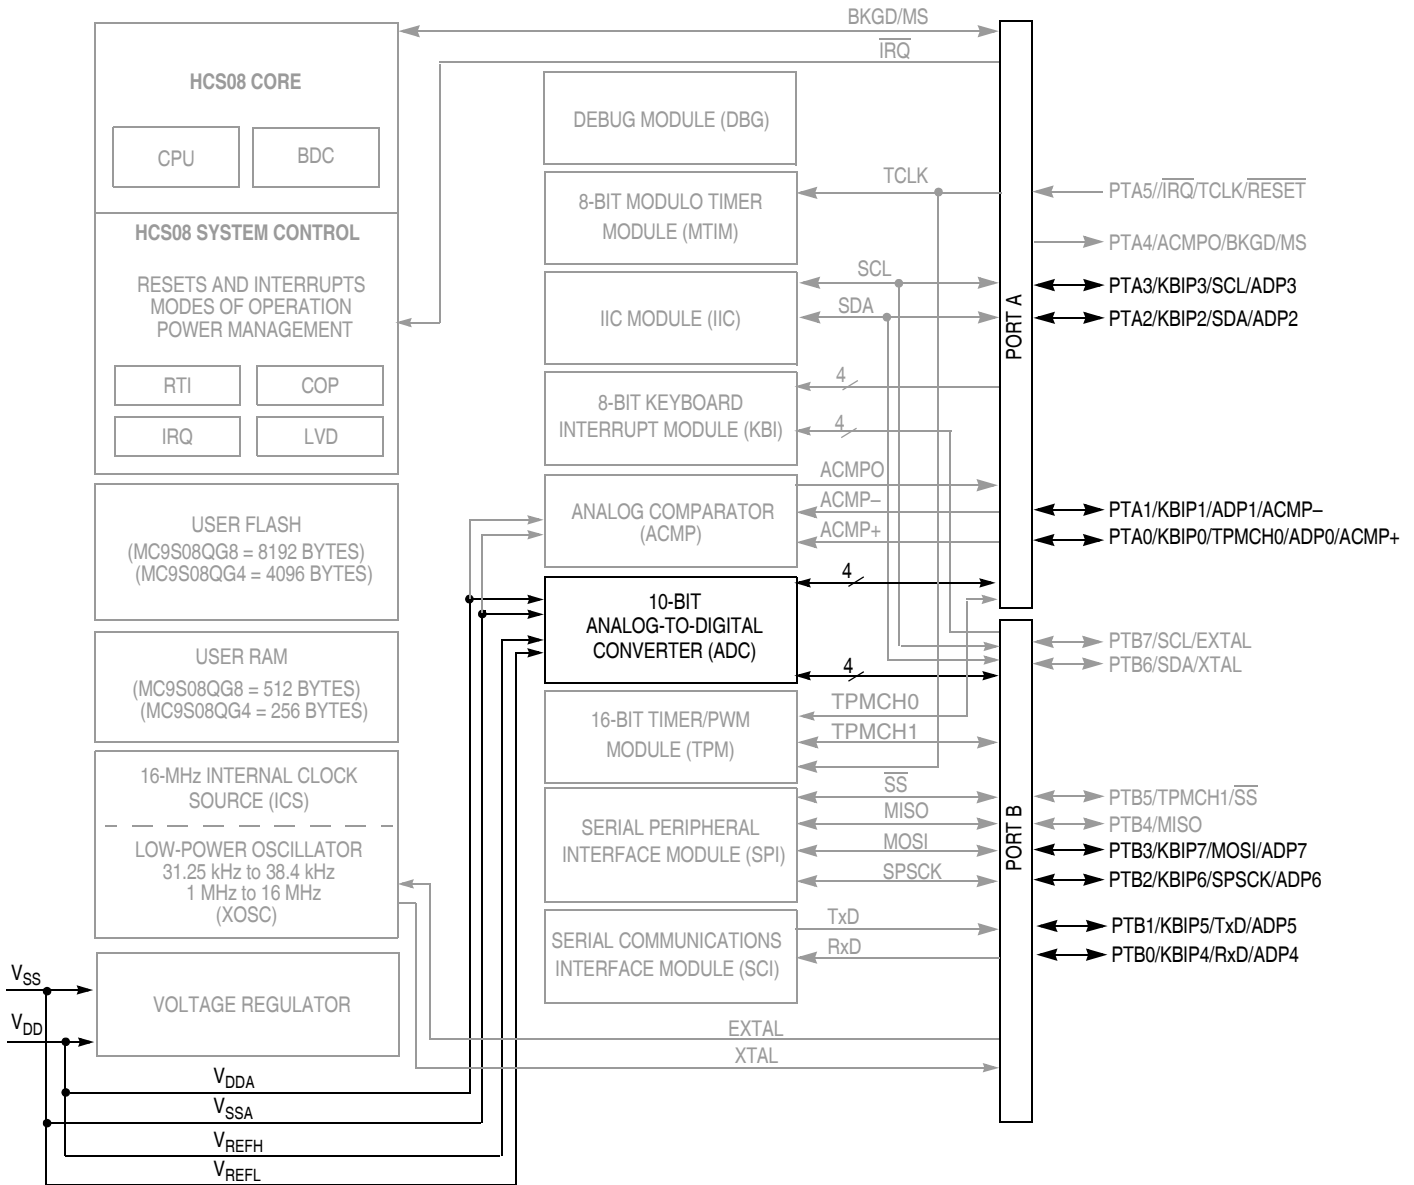 BKGD/MS
IRQ
HCS08 CORE
CPU
BDC
HCS08 SYSTEM CONTROL
RESETS AND INTERRUPTS
MODES OF OPERATION
POWER MANAGEMENT
RTI
COP
IRQ
LVD
USER FLASH
(MC9S08QG8 = 8192 BYTES)
(MC9S08QG4 = 4096 BYTES)
USER RAM
(MC9S08QG8 = 512 BYTES)
(MC9S08QG4 = 256 BYTES)
16-MHz INTERNAL CLOCK
SOURCE (ICS)
LOW-POWER OSCILLATOR
31.25 kHz to 38.4 kHz
1 MHz to 16 MHz
(XOSC)
VSS
VDD
VOLTAGE REGULATOR
VDDA
VSSA
VREFH
VREFL
DEBUG MODULE (DBG)
8-BIT MODULO TIMER
MODULE (MTIM)
TCLK
IIC MODULE (IIC)
SCL
SDA
8-BIT KEYBOARD
INTERRUPT MODULE (KBI)
4
4
ANALOG COMPARATOR
(ACMP)
ACMPO
ACMP–
ACMP+
10-BIT
ANALOG-TO-DIGITAL
CONVERTER (ADC)
4
4
16-BIT TIMER/PWM
MODULE (TPM)
TPMCH0
TPMCH1
SERIAL PERIPHERAL
INTERFACE MODULE (SPI)
SS
MISO
MOSI
SPSCK
SERIAL COMMUNICATIONS
INTERFACE MODULE (SCI)
TxD
RxD
EXTAL
XTAL
PORT A
PTA5//IRQ/TCLK/RESET
PTA4/ACMPO/BKGD/MS
PTA3/KBIP3/SCL/ADP3
PTA2/KBIP2/SDA/ADP2
PTA1/KBIP1/ADP1/ACMP–
PTA0/KBIP0/TPMCH0/ADP0/ACMP+
PORT B
PTB7/SCL/EXTAL
PTB6/SDA/XTAL
PTB5/TPMCH1/SS
PTB4/MISO
PTB3/KBIP7/MOSI/ADP7
PTB2/KBIP6/SPSCK/ADP6
PTB1/KBIP5/TxD/ADP5
PTB0/KBIP4/RxD/ADP4